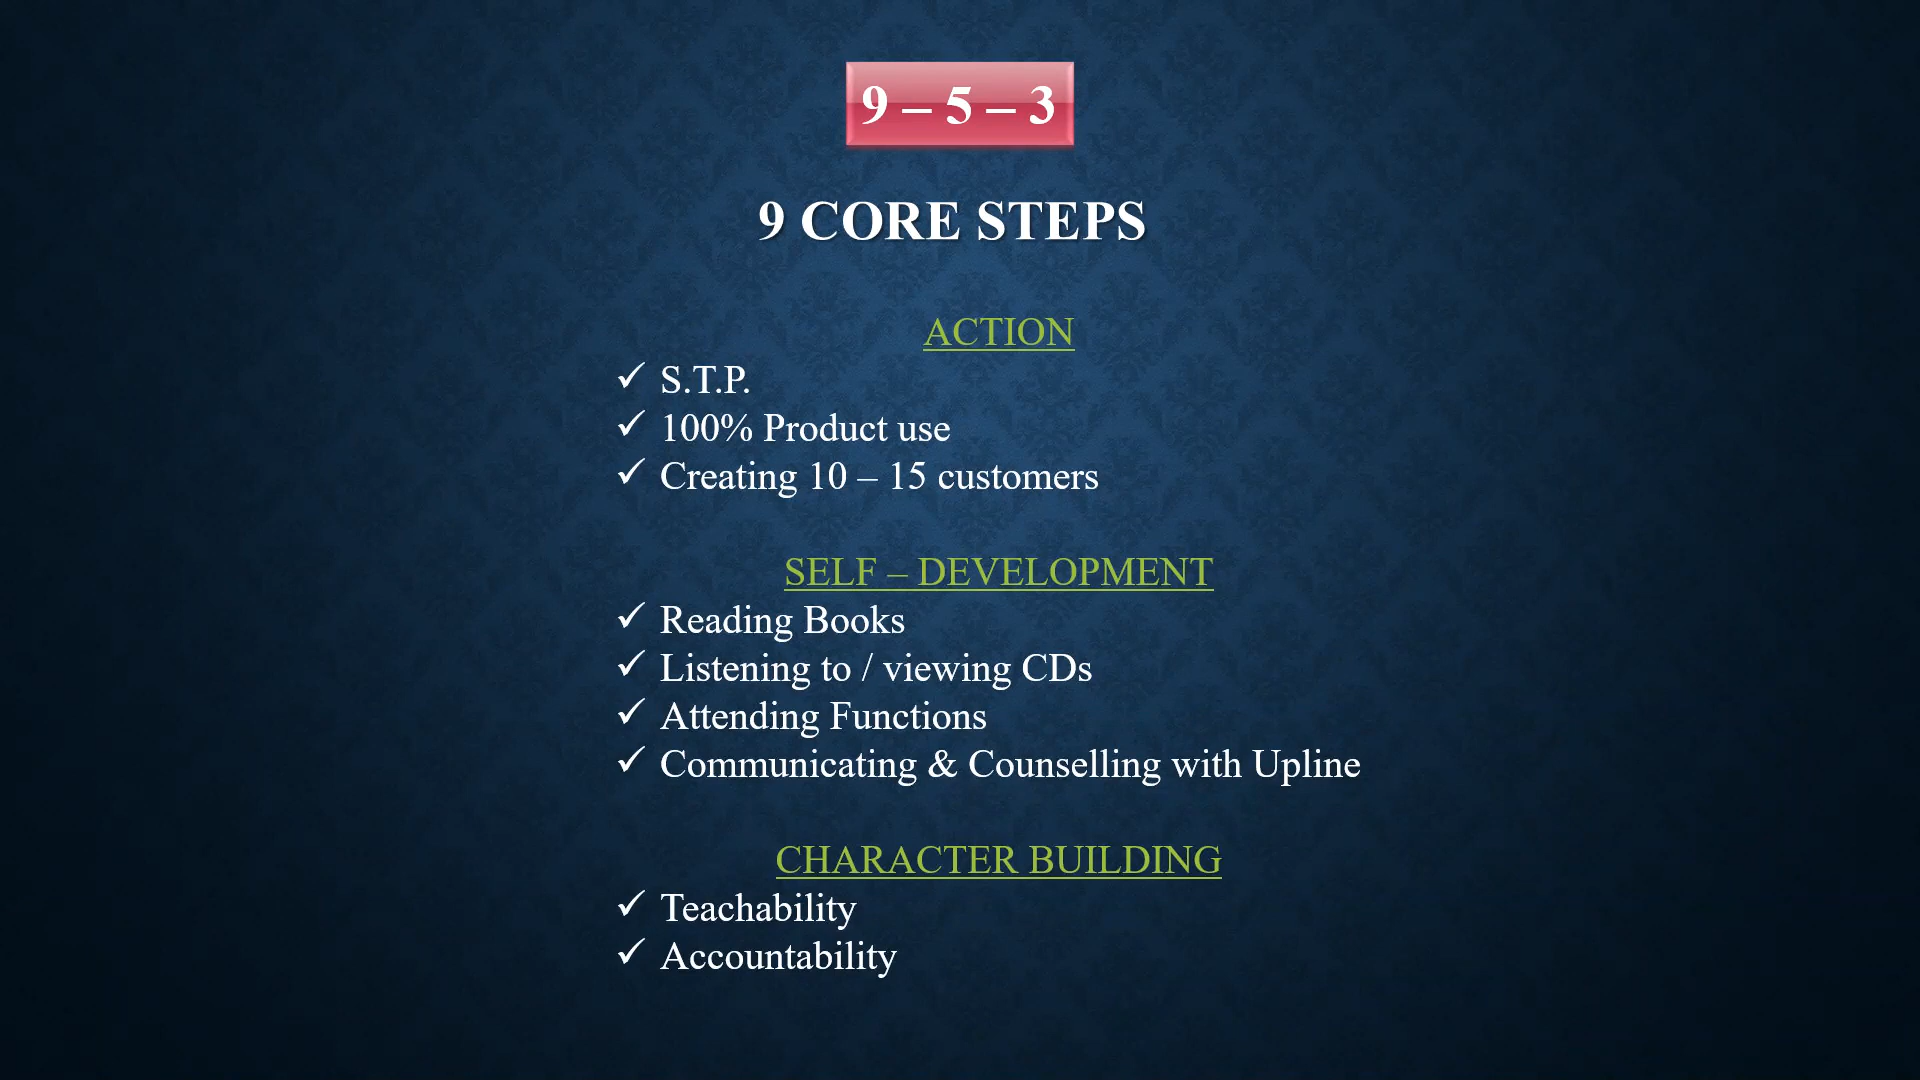 9 – 5 – 3
9 CORE STEPS
ACTION
✓ S.T.P.
✓ 100% Product use
✓ Creating 10 – 15 customers
SELF – DEVELOPMENT
✓ Reading Books
✓ Listening to / viewing CDs
✓ Attending Functions
✓ Communicating & Counselling with Upline
CHARACTER BUILDING
✓ Teachability
✓ Accountability